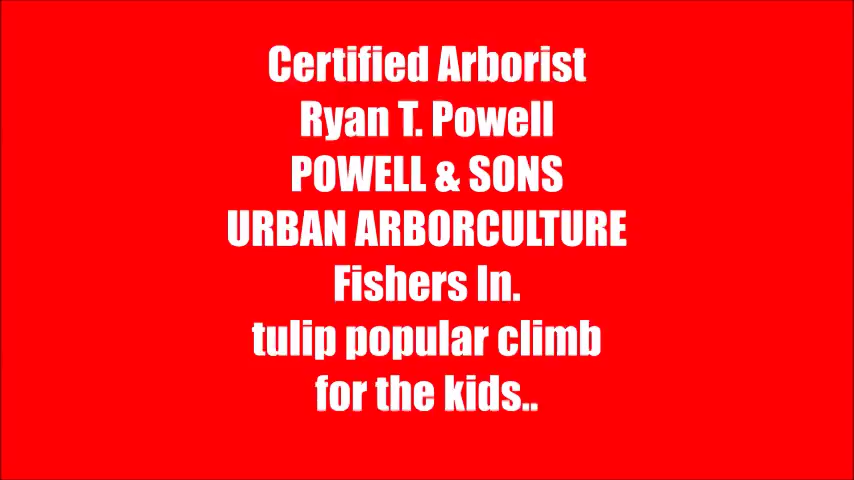 Certified Arborist
Ryan T. Powell
POWELL & SONS
URBAN ARBORCULTURE
Fishers In.
tulip popular climb
for the kids..